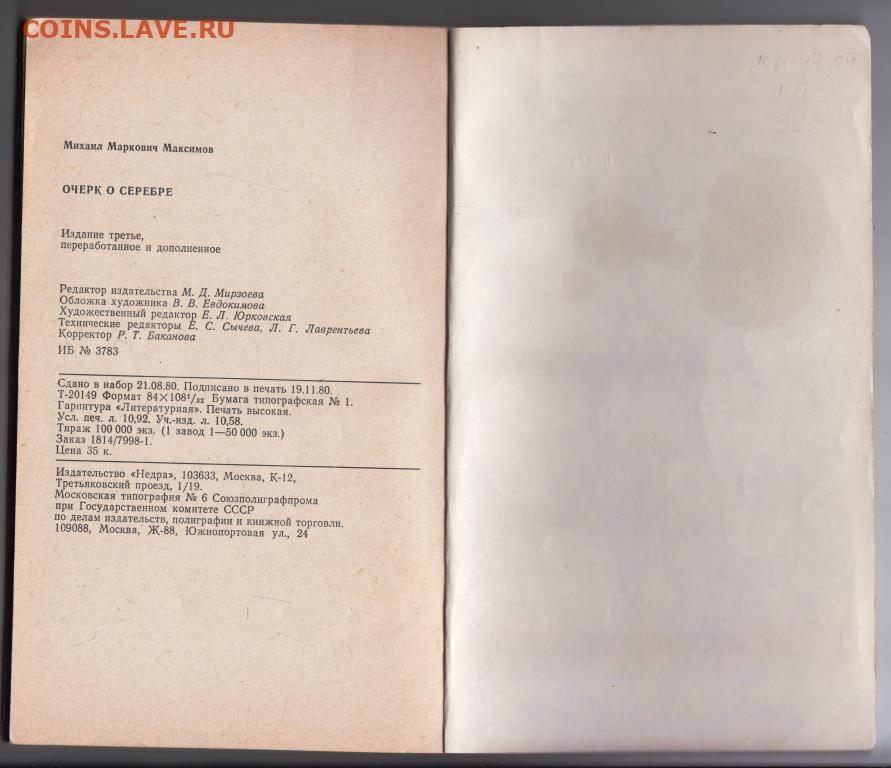 COINS.LAVE.RU
Михаил Маркович Максимов
ОЧЕРК О СЕРЕБРЕ
Издание третье,
переработанное и дополненное
Редактор издательства М. Д. Мирзоева
Обложка художника В. В. Евдокимова
Художественный редактор Е. Л. Юрковская
Технические редакторы Е. С. Сычева, Л. Г. Лаврентьева
Корректор Р. Т. Баканова
ИБ № 3783
Сдано в набор 21.08.80. Подписано в печать 19.11.80.
Т-20149 Формат 84×108¹/₃₂ Бумага типографская № 1.
Гарнитура «Литературная». Печать высокая.
Усл. печ. л. 10,92. Уч.-изд. л. 10,58.
Тираж 100 000 экз. (1 завод 1—50 000 экз.)
Заказ 1814/7998-1.
Цена 35 к.
Издательство «Недра», 103633, Москва, К-12,
Третьяковский проезд, 1/19.
Московская типография № 6 Союзполиграфпрома
при Государственном комитете СССР
по делам издательств, полиграфии и книжной торговли.
109088, Москва, Ж-88, Южнопортовая ул., 24